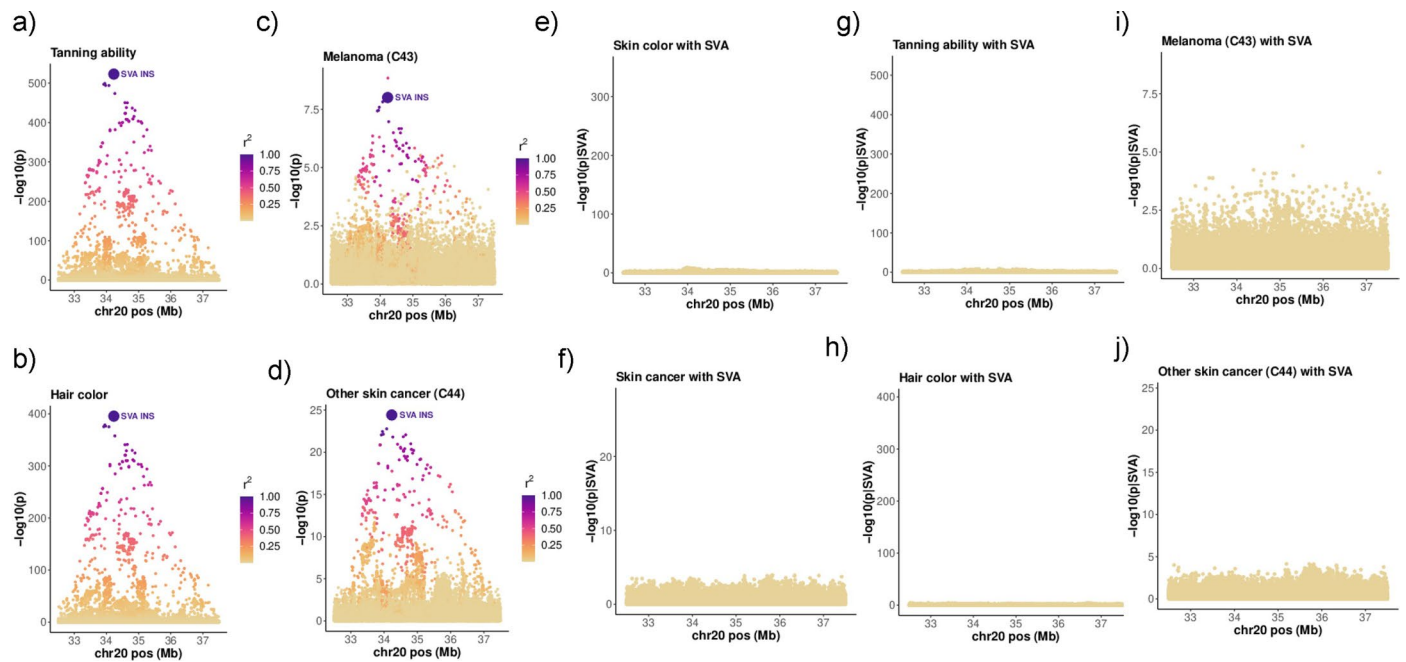 a)
Tanning ability
SVA INS
500
400
300
200
100
0
−log10(p)
33 34 35 36 37
chr20 pos (Mb)
r2
1.00
0.75
0.50
0.25
b)
Hair color
SVA INS
400
300
200
100
0
−log10(p)
33 34 35 36 37
chr20 pos (Mb)
r2
1.00
0.75
0.50
0.25
c)
Melanoma (C43)
SVA INS
7.5
5.0
2.5
0.0
−log10(p)
33 34 35 36 37
chr20 pos (Mb)
r2
1.00
0.75
0.50
0.25
d)
Other skin cancer (C44)
SVA INS
25
20
15
10
5
0
−log10(p)
33 34 35 36 37
chr20 pos (Mb)
r2
1.00
0.75
0.50
0.25
e)
Skin color with SVA
300
200
100
0
−log10(p|SVA)
33 34 35 36 37
chr20 pos (Mb)
f)
Skin cancer with SVA
20
10
0
−log10(p|SVA)
33 34 35 36 37
chr20 pos (Mb)
g)
Tanning ability with SVA
500
400
300
200
100
0
−log10(p|SVA)
33 34 35 36 37
chr20 pos (Mb)
h)
Hair color with SVA
400
300
200
100
0
−log10(p|SVA)
33 34 35 36 37
chr20 pos (Mb)
i)
Melanoma (C43) with SVA
7.5
5.0
2.5
0.0
−log10(p|SVA)
33 34 35 36 37
chr20 pos (Mb)
j)
Other skin cancer (C44) with SVA
25
20
15
10
5
0
−log10(p|SVA)
33 34 35 36 37
chr20 pos (Mb)